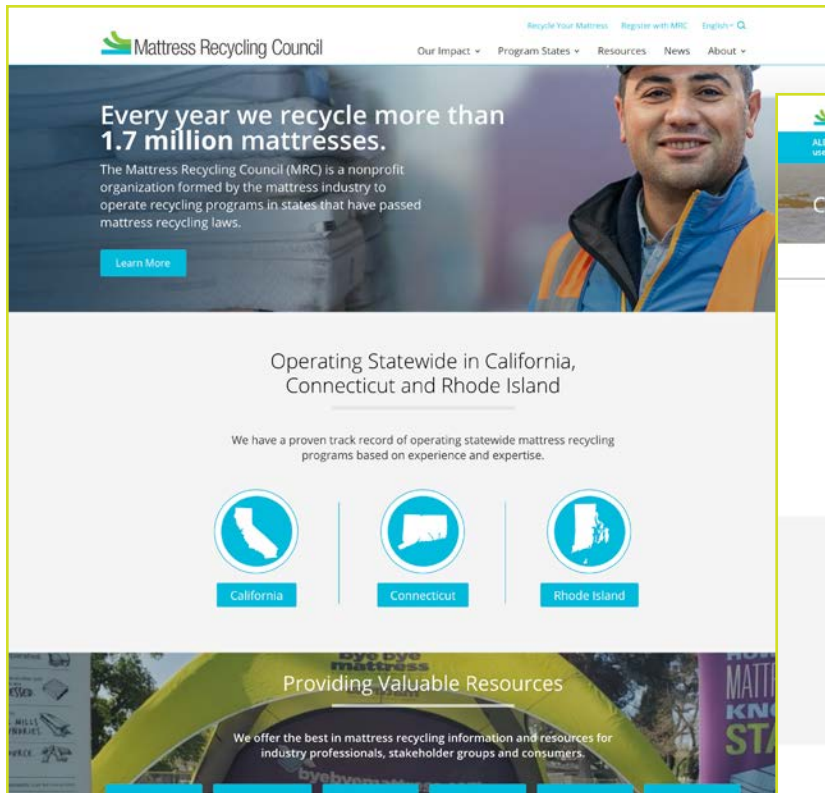 Recycle Your Mattress Register with MRC English
Mattress Recycling Council
Our Impact Program States Resources News About
Every year we recycle more than
1.7 million mattresses.
The Mattress Recycling Council (MRC) is a nonprofit
organization formed by the mattress industry to
operate recycling programs in states that have passed
mattress recycling laws.
Learn More
Operating Statewide in California,
Connecticut and Rhode Island
We have a proven track record of operating statewide mattress recycling
programs based on experience and expertise.
California Connecticut Rhode Island
bye bye
mattress
Providing Valuable Resources
We offer the best in mattress recycling information and resources for
industry professionals, stakeholder groups and consumers.